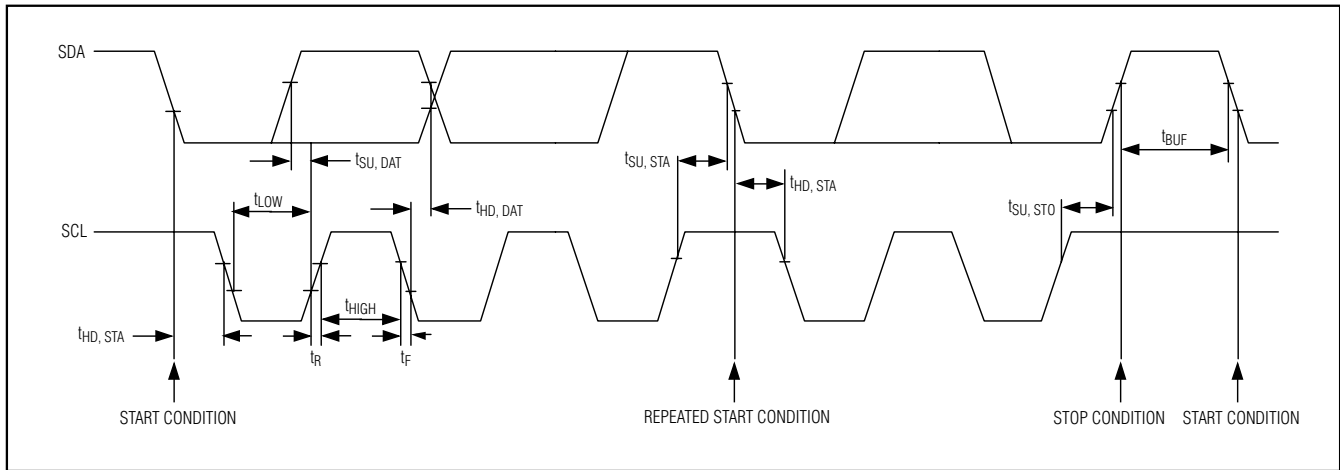 SDA
tSU, DAT
tSU, STA
tBUF
tHD, STA
tLOW
tHD, DAT
tSU, STO
SCL
tHIGH
tHD, STA
tR
tF
START CONDITION
REPEATED START CONDITION
STOP CONDITION
START CONDITION